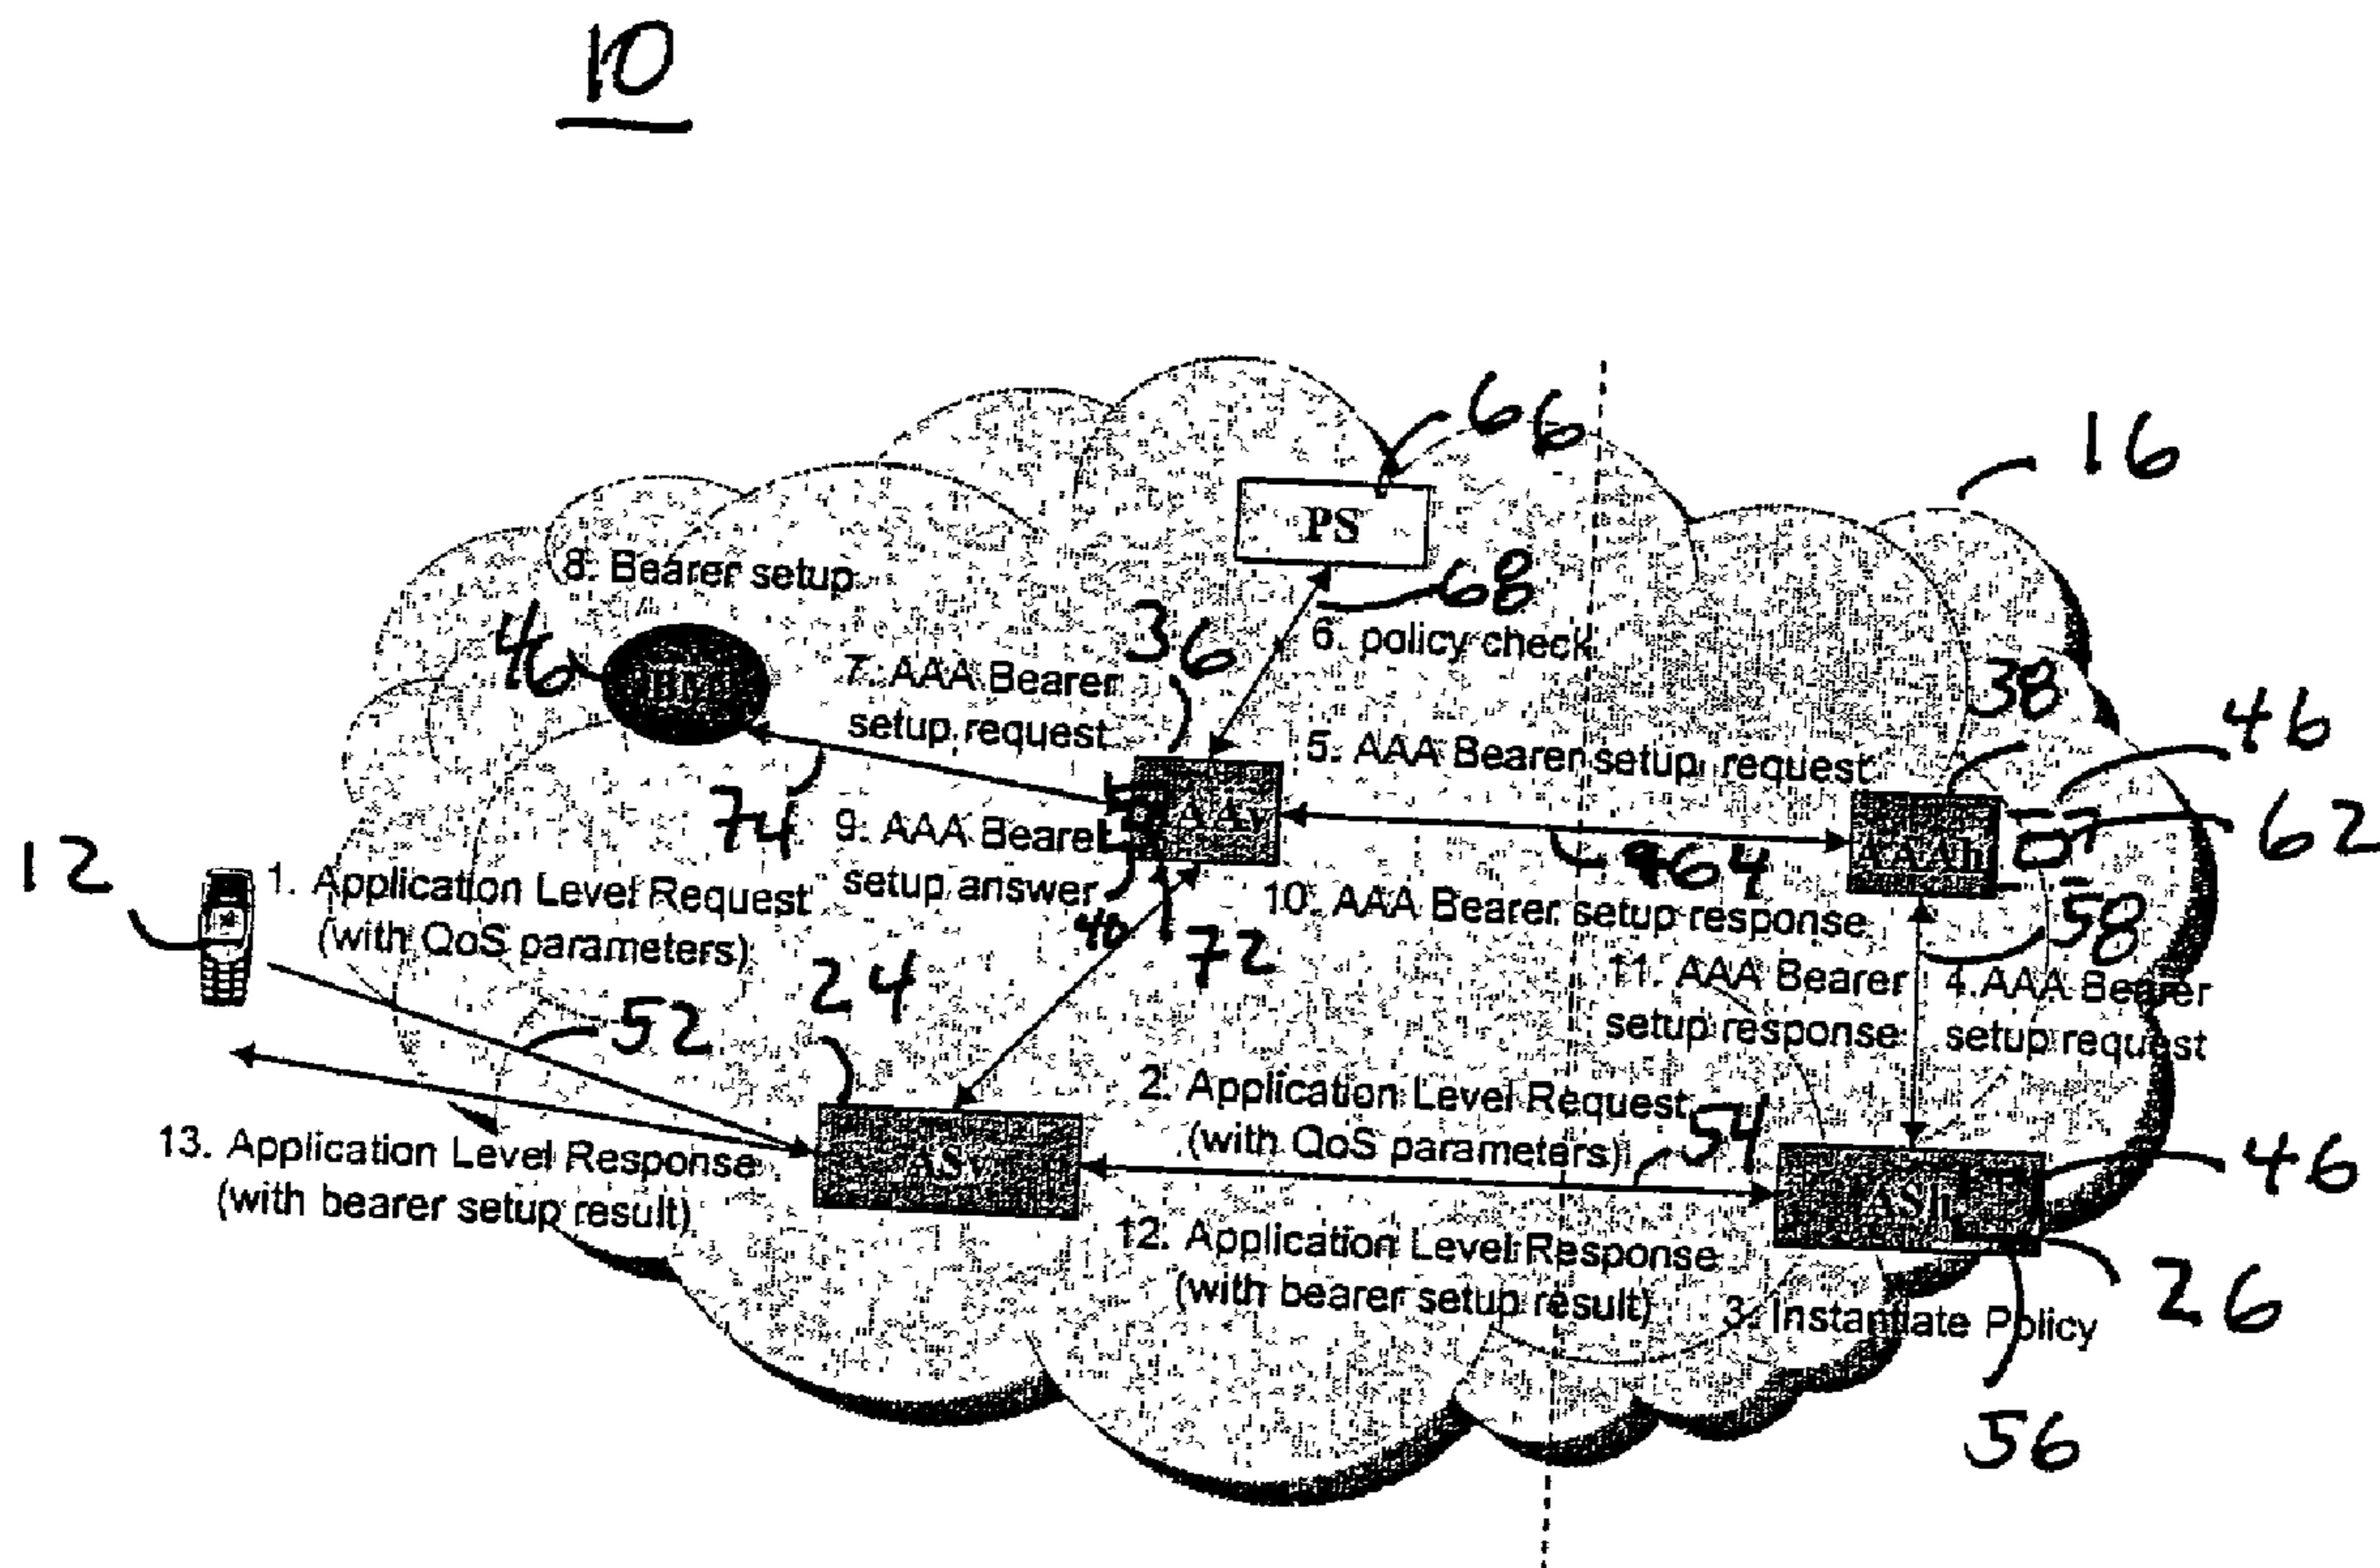 10
66
16
PS
8. Bearer setup
68
36
6. policy check
46
BM
7. AAA Bearer
setup request
38
46
5. AAA Bearer setup request
62
74
9. AAA Bearer
setup answer
AAAv
64
AAAh
12
1. Application Level Request
(with QoS parameters)
40
72
10. AAA Bearer setup response
58
24
11. AAA Bearer
setup response
4. AAA Bearer
setup request
52
2. Application Level Request
(with QoS parameters)
54
13. Application Level Response
(with bearer setup result)
ASv
ASh
46
12. Application Level Response
(with bearer setup result)
26
3. Instantiate Policy
56